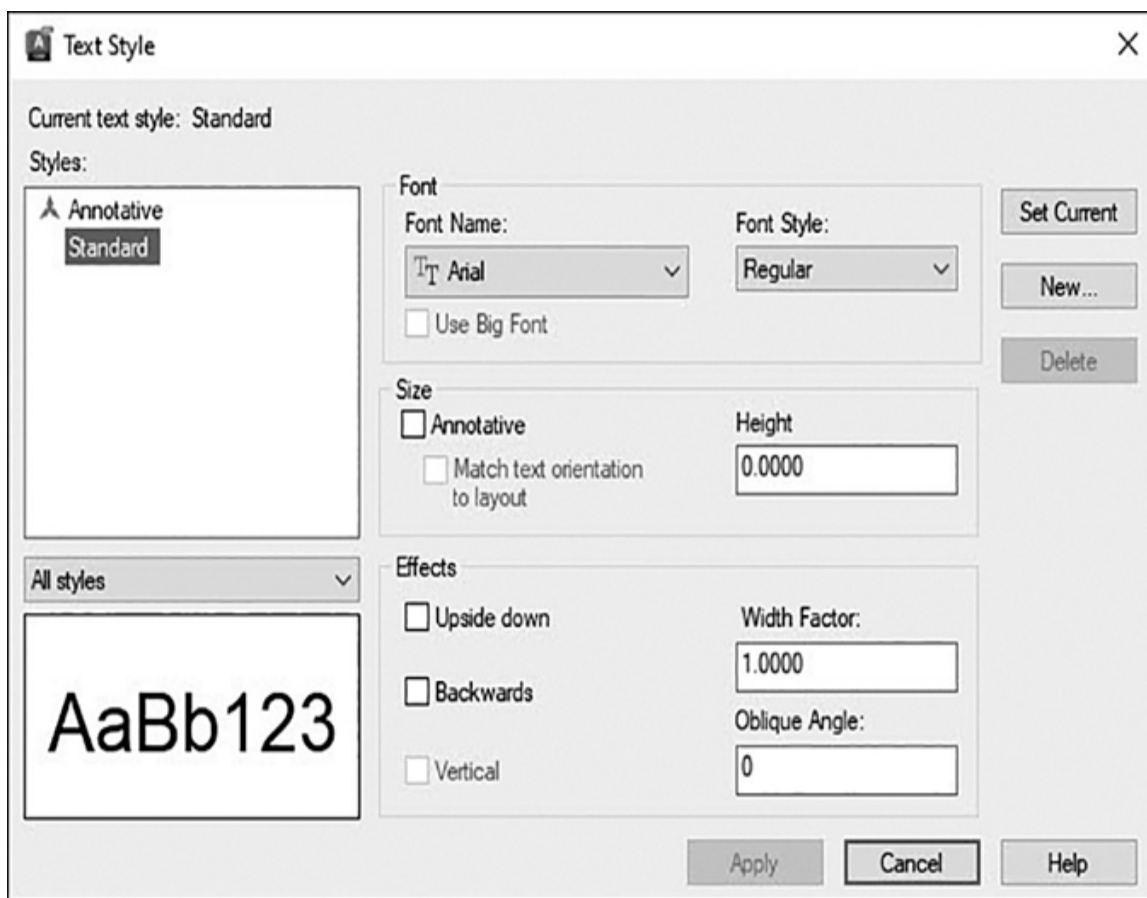 Text Style
Current text style: Standard
Styles:
Annotative
Standard
All styles
AaBb123
Font
Font Name:
Arial
Use Big Font
Font Style:
Regular
Size
Annotative
Match text orientation
to layout
Height
0.0000
Effects
Upside down
Backwards
Vertical
Width Factor:
1.0000
Oblique Angle:
0
Set Current
New...
Delete
Apply
Cancel
Help